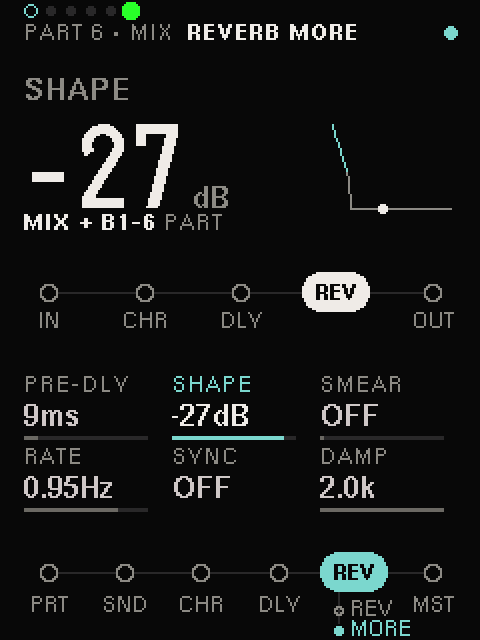 PART 6 • MIX REVERB MORE
SHAPE
-27 dB
MIX + B1-6 PART
IN CHR DLY REV OUT
PRE-DLY SHAPE SMEAR
9ms -27dB OFF
RATE SYNC DAMP
0.95Hz OFF 2.0k
PRT SND CHR DLY REV MST
REV
MORE